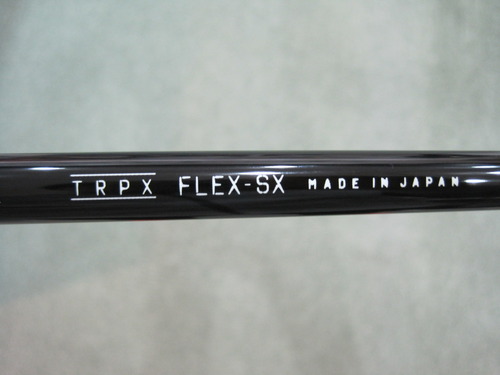 TRPX FLEX-SX MADE IN JAPAN